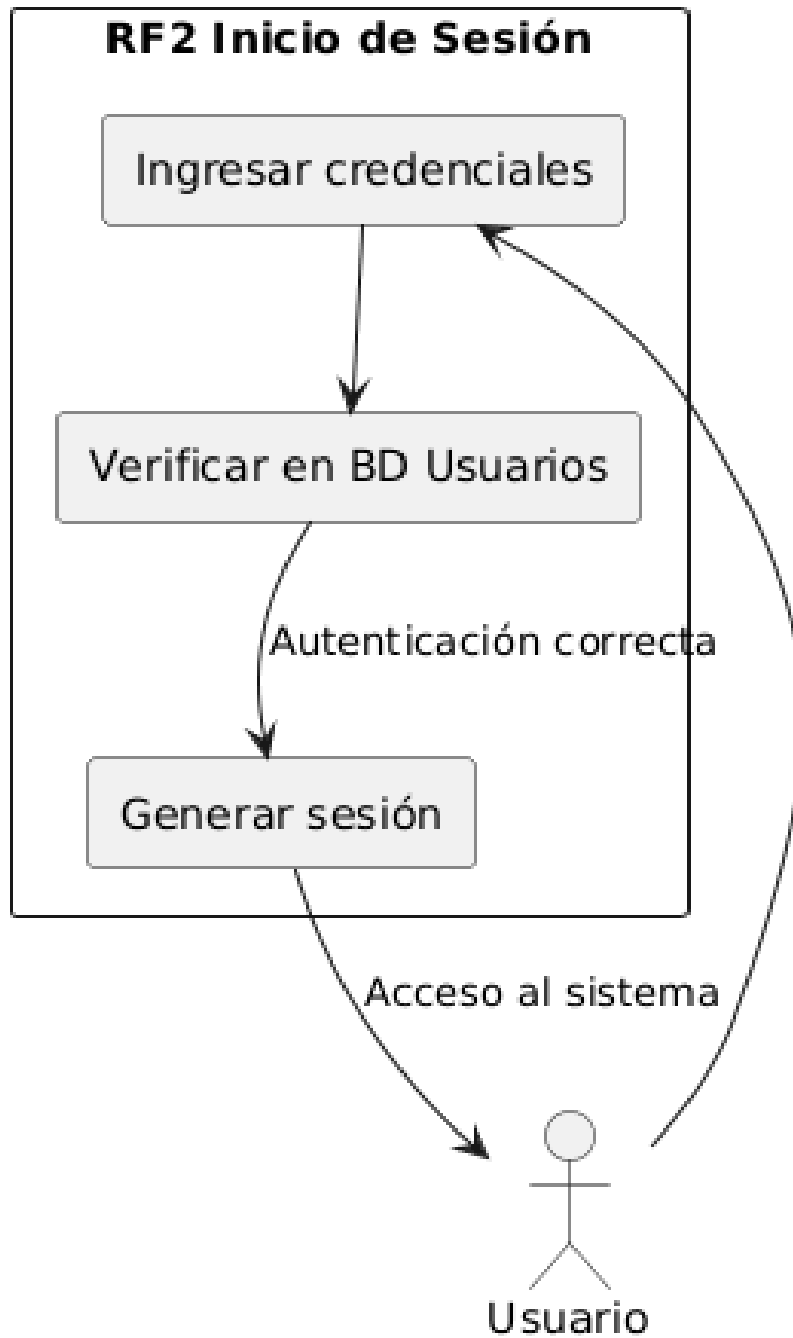 RF2 Inicio de Sesión
Ingresar credenciales
Verificar en BD Usuarios
Autenticación correcta
Generar sesión
Acceso al sistema
Usuario